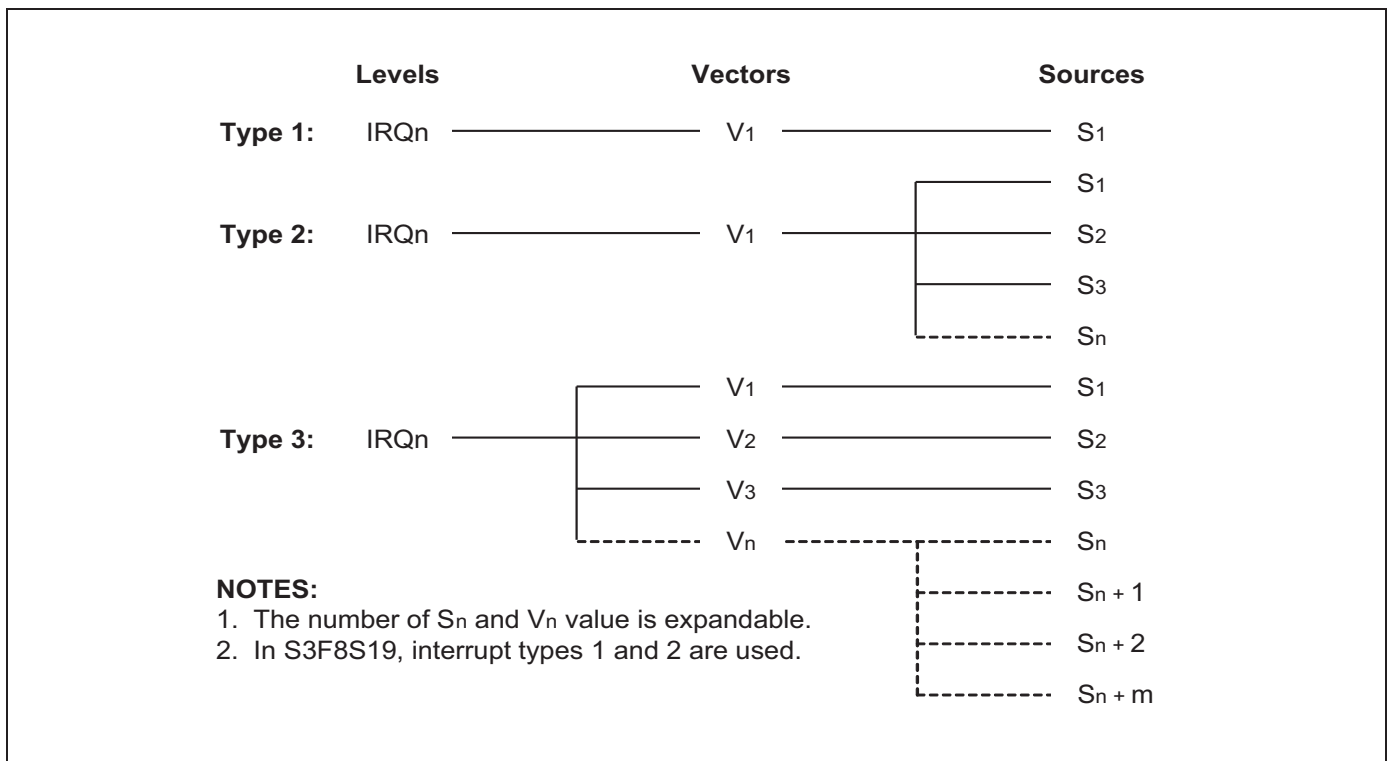 Levels Vectors Sources
Type 1: IRQn V1 S1
S1
Type 2: IRQn V1 S2
S3
Sn
V1 S1
Type 3: IRQn V2 S2
V3 S3
Vn Sn
NOTES:
Sn + 1
1. The number of Sn and Vn value is expandable.
2. In S3F8S19, interrupt types 1 and 2 are used.
Sn + 2
Sn + m